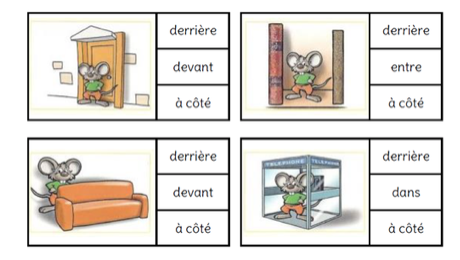 derrière
devant
à côté
derrière
entre
à côté
derrière
devant
à côté
TELEPHONE
TELEPHONE
derrière
dans
à côté